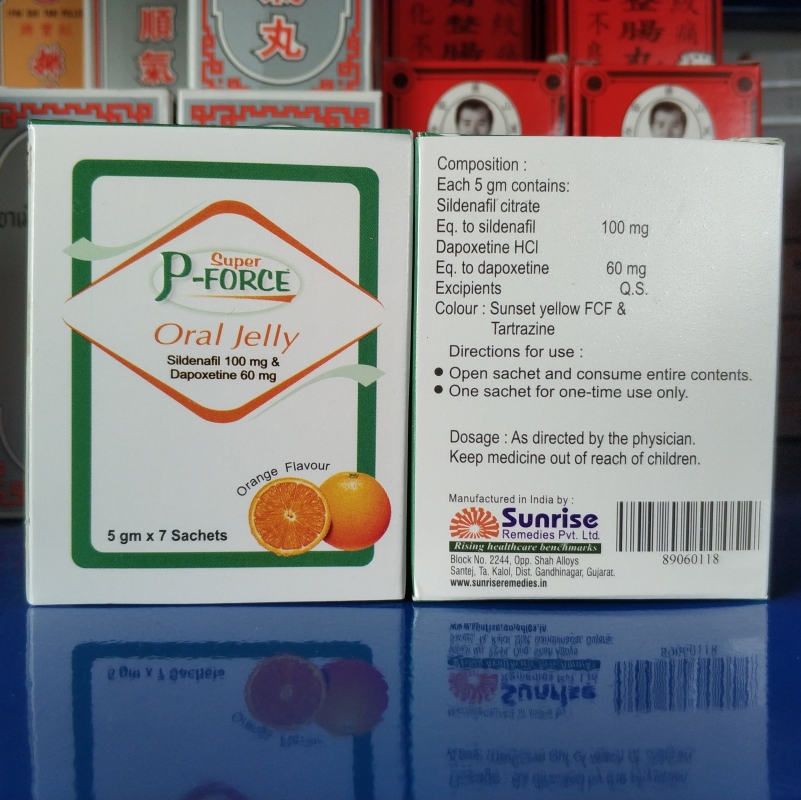 順氣
丸
整腸丸
Super
P-FORCE
Oral Jelly
Sildenafil 100 mg &
Dapoxetine 60 mg
Orange Flavour
5 gm x 7 Sachets
Composition :
Each 5 gm contains:
Sildenafil citrate
Eq. to sildenafil 100 mg
Dapoxetine HCl
Eq. to dapoxetine 60 mg
Excipients Q.S.
Colour : Sunset yellow FCF &
Tartrazine
Directions for use :
• Open sachet and consume entire contents.
• One sachet for one-time use only.
Dosage : As directed by the physician.
Keep medicine out of reach of children.
Manufactured in India by :
Sunrise
Remedies Pvt. Ltd.
Rising healthcare benchmarks
Block No. 2244, Opp. Shah Alloys
Santej, Ta. Kalol, Dist. Gandhinagar, Gujarat.
www.sunriseremedies.in
89060118